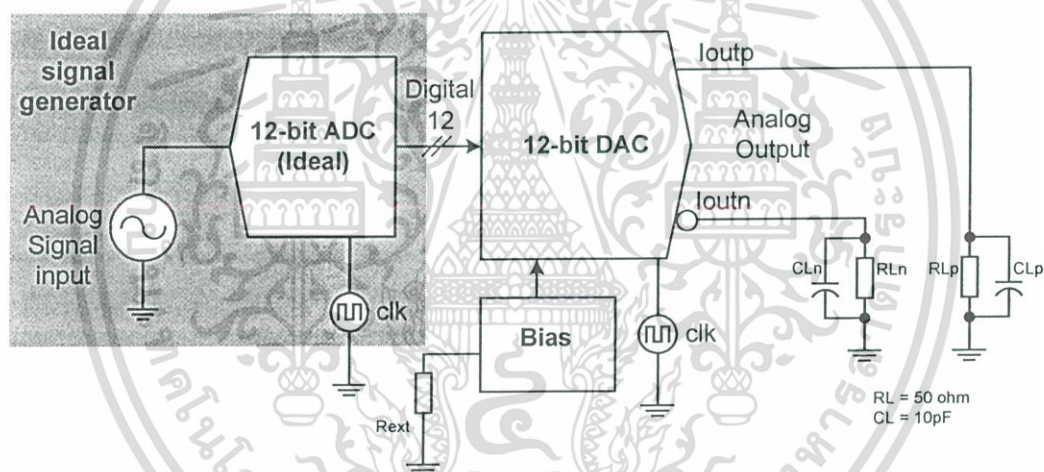 Ideal
signal
generator
12-bit ADC
(Ideal)
Digital
12
12-bit DAC
Ioutp
Analog
Output
Ioutn
Analog
Signal
input
clk
Bias
clk
Rext
CLn
RLn
RLp
CLp
RL = 50 ohm
CL = 10pF